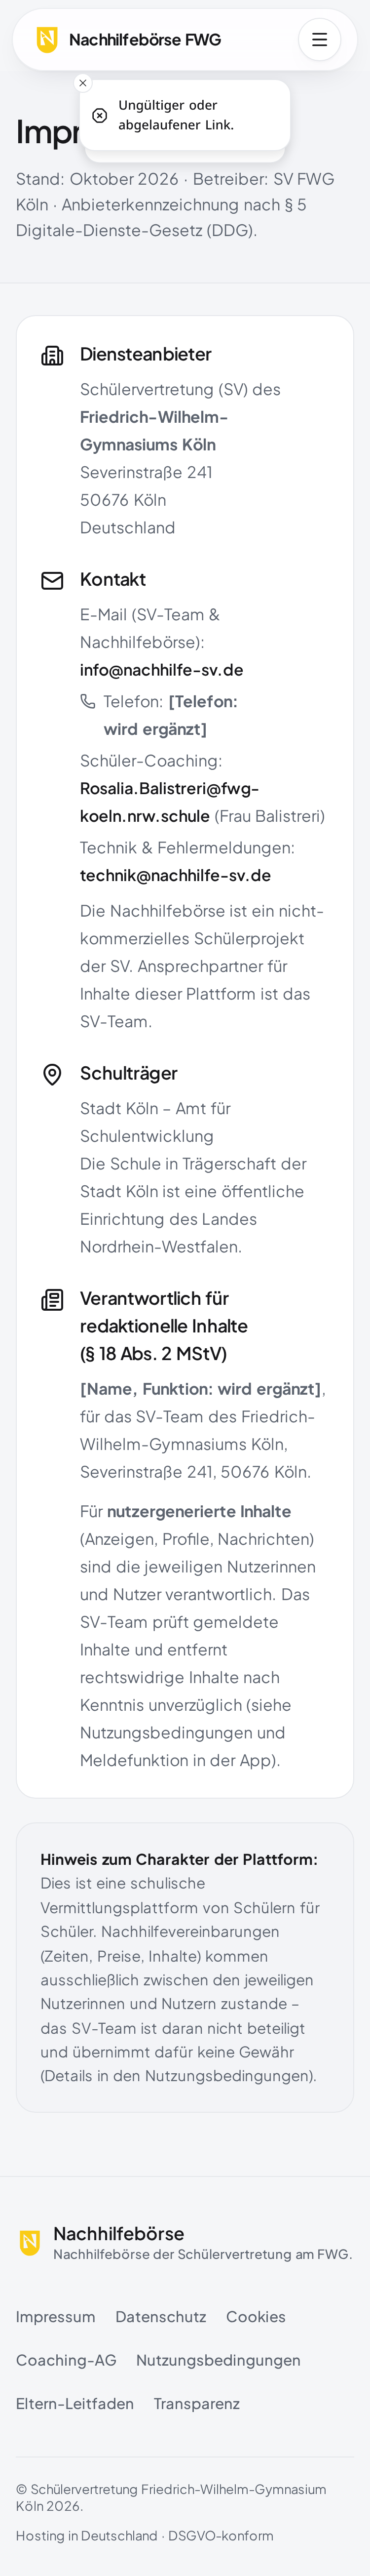 Nachhilfebörse FWG
Ungültiger oder
abgelaufener Link.
Impr
Stand: Oktober 2026 · Betreiber: SV FWG
Köln · Anbieterkennzeichnung nach § 5
Digitale-Dienste-Gesetz (DDG).
Diensteanbieter
Schülervertretung (SV) des
Friedrich-Wilhelm-
Gymnasiums Köln
Severinstraße 241
50676 Köln
Deutschland
Kontakt
E-Mail (SV-Team &
Nachhilfebörse):
info@nachhilfe-sv.de
Telefon: [Telefon:
wird ergänzt]
Schüler-Coaching:
Rosalia.Balistreri@fwg-
koeln.nrw.schule (Frau Balistreri)
Technik & Fehlermeldungen:
technik@nachhilfe-sv.de
Die Nachhilfebörse ist ein nicht-
kommerzielles Schülerprojekt
der SV. Ansprechpartner für
Inhalte dieser Plattform ist das
SV-Team.
Schulträger
Stadt Köln – Amt für
Schulentwicklung
Die Schule in Trägerschaft der
Stadt Köln ist eine öffentliche
Einrichtung des Landes
Nordrhein-Westfalen.
Verantwortlich für
redaktionelle Inhalte
(§ 18 Abs. 2 MStV)
[Name, Funktion: wird ergänzt],
für das SV-Team des Friedrich-
Wilhelm-Gymnasiums Köln,
Severinstraße 241, 50676 Köln.
Für nutzergenerierte Inhalte
(Anzeigen, Profile, Nachrichten)
sind die jeweiligen Nutzerinnen
und Nutzer verantwortlich. Das
SV-Team prüft gemeldete
Inhalte und entfernt
rechtswidrige Inhalte nach
Kenntnis unverzüglich (siehe
Nutzungsbedingungen und
Meldefunktion in der App).
Hinweis zum Charakter der Plattform:
Dies ist eine schulische
Vermittlungsplattform von Schülern für
Schüler. Nachhilfevereinbarungen
(Zeiten, Preise, Inhalte) kommen
ausschließlich zwischen den jeweiligen
Nutzerinnen und Nutzern zustande –
das SV-Team ist daran nicht beteiligt
und übernimmt dafür keine Gewähr
(Details in den Nutzungsbedingungen).
Nachhilfebörse
Nachhilfebörse der Schülervertretung am FWG.
Impressum Datenschutz Cookies
Coaching-AG Nutzungsbedingungen
Eltern-Leitfaden Transparenz
© Schülervertretung Friedrich-Wilhelm-Gymnasium
Köln 2026.
Hosting in Deutschland · DSGVO-konform